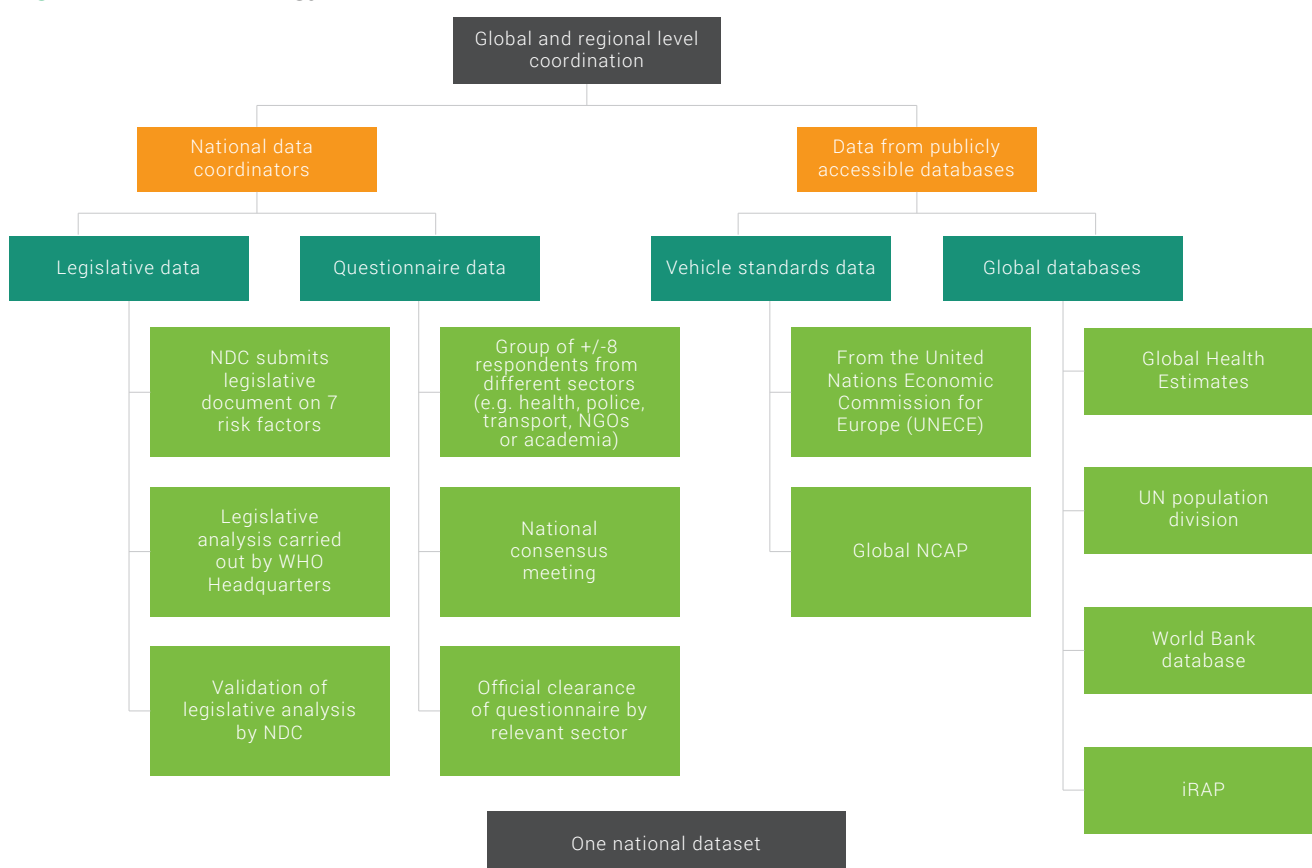 Global and regional level
coordination
National data
coordinators
Data from publicly
accessible databases
Legislative data
Questionnaire data
Vehicle standards data
Global databases
NDC submits
legislative
document on 7
risk factors
Group of +/-8
respondents from
different sectors
(e.g. health, police,
transport, NGOs
or academia)
From the United
Nations Economic
Commission for
Europe (UNECE)
Global Health
Estimates
Legislative
analysis carried
out by WHO
Headquarters
National
consensus
meeting
Global NCAP
UN population
division
World Bank
database
Validation of
legislative analysis
by NDC
Official clearance
of questionnaire by
relevant sector
iRAP
One national dataset